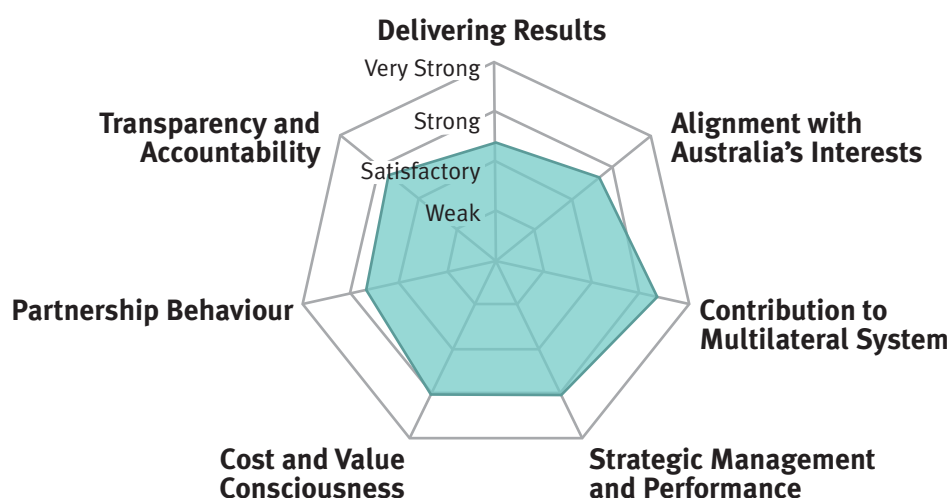 Delivering Results
Very Strong
Strong
Satisfactory
Weak
Transparency and
Accountability
Alignment with
Australia’s Interests
Partnership Behaviour
Contribution to
Multilateral System
Cost and Value
Consciousness
Strategic Management
and Performance